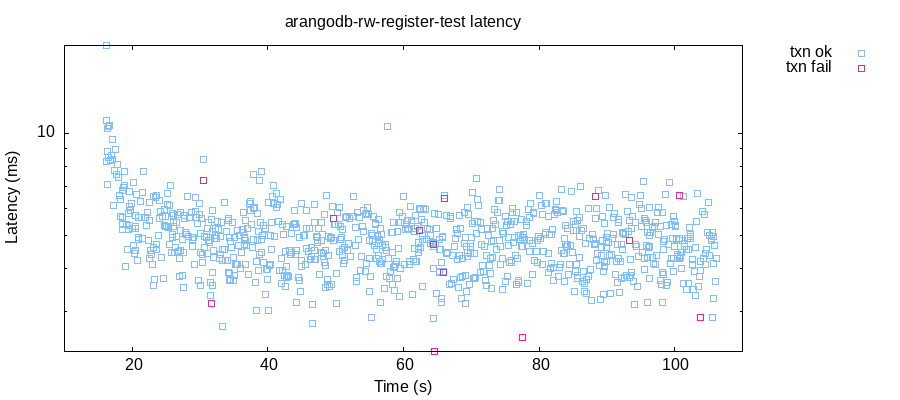 arangodb-rw-register-test latency
txn ok
txn fail
10
Latency (ms)
20 40 60 80 100
Time (s)